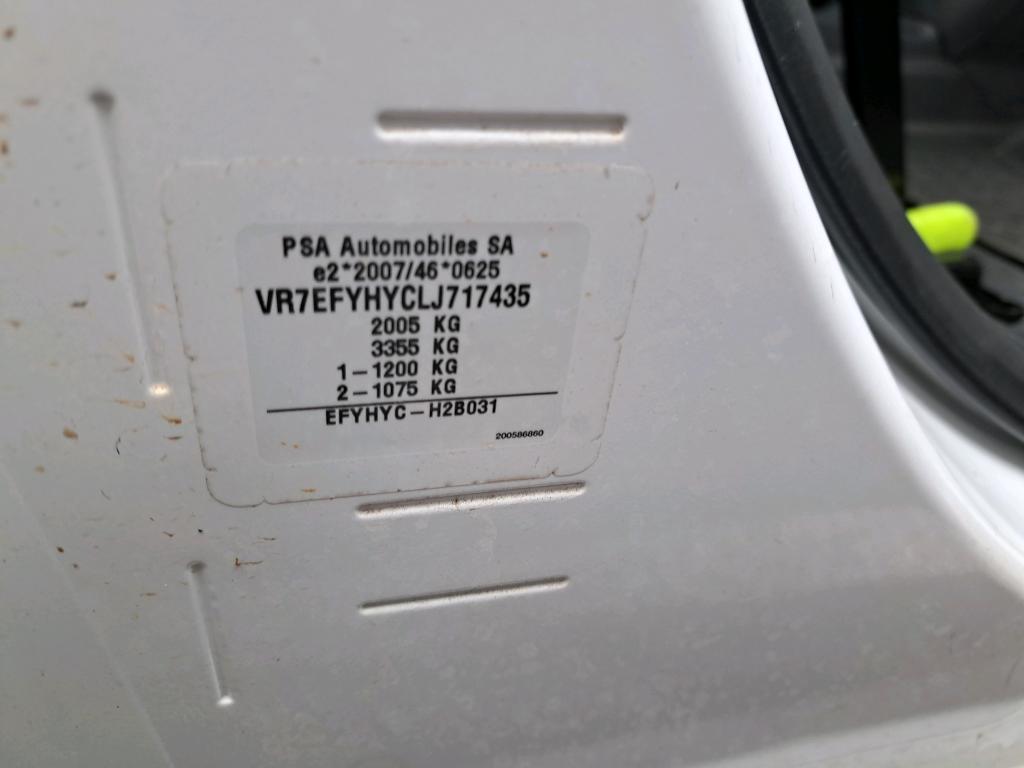 PSA Automobiles SA
e2*2007/46*0625
VR7EFYHYCLJ717435
2005 KG
3355 KG
1-1200 KG
2-1075 KG
EFYHYC-H2B031
200586860